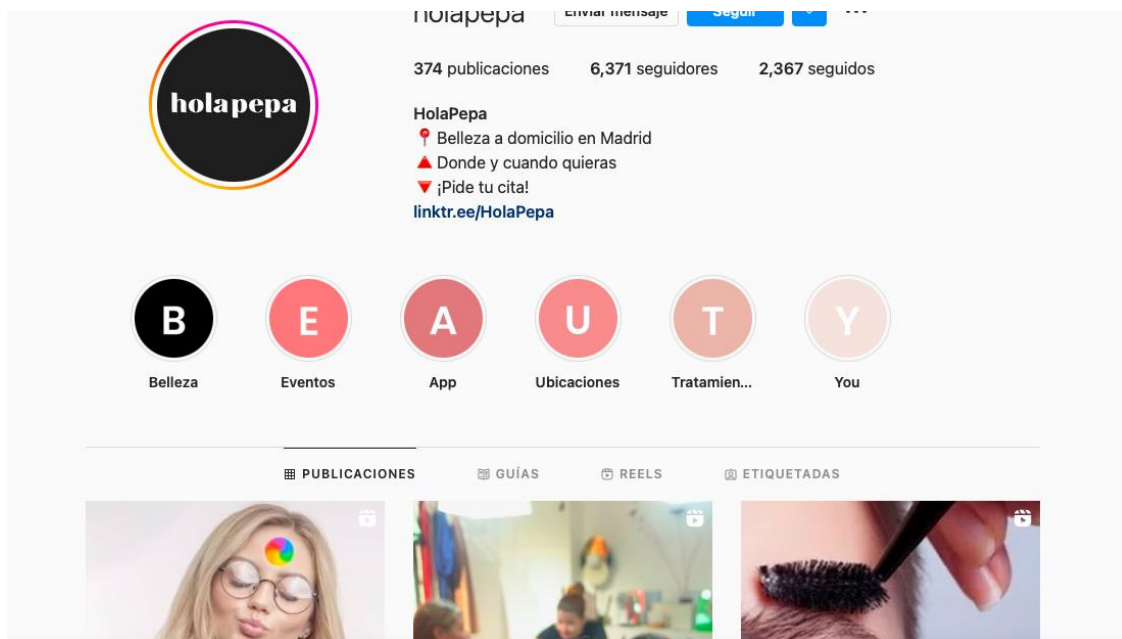 holapepa
Enviar mensaje Seguir
374 publicaciones 6,371 seguidores 2,367 seguidos
holapepa
HolaPepa
Belleza a domicilio en Madrid
Donde y cuando quieras
¡Pide tu cita!
linktr.ee/HolaPepa
B E A U T Y
Belleza Eventos App Ubicaciones Tratamien... You
PUBLICACIONES GUÍAS REELS ETIQUETADAS